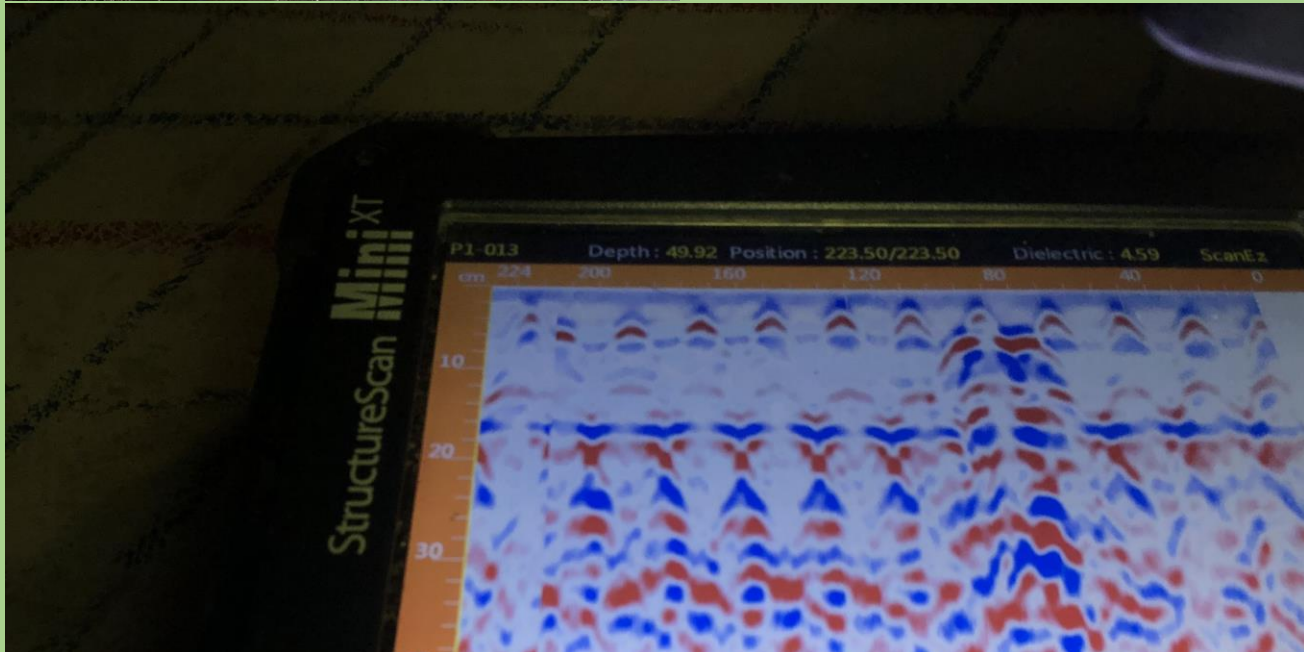 StructureScan Mini XT
P1-013 Depth : 49.92 Position : 223.50/223.50 Dielectric : 4.59 ScanEz
cm 224 200 160 120 80 40 0
10
20
30